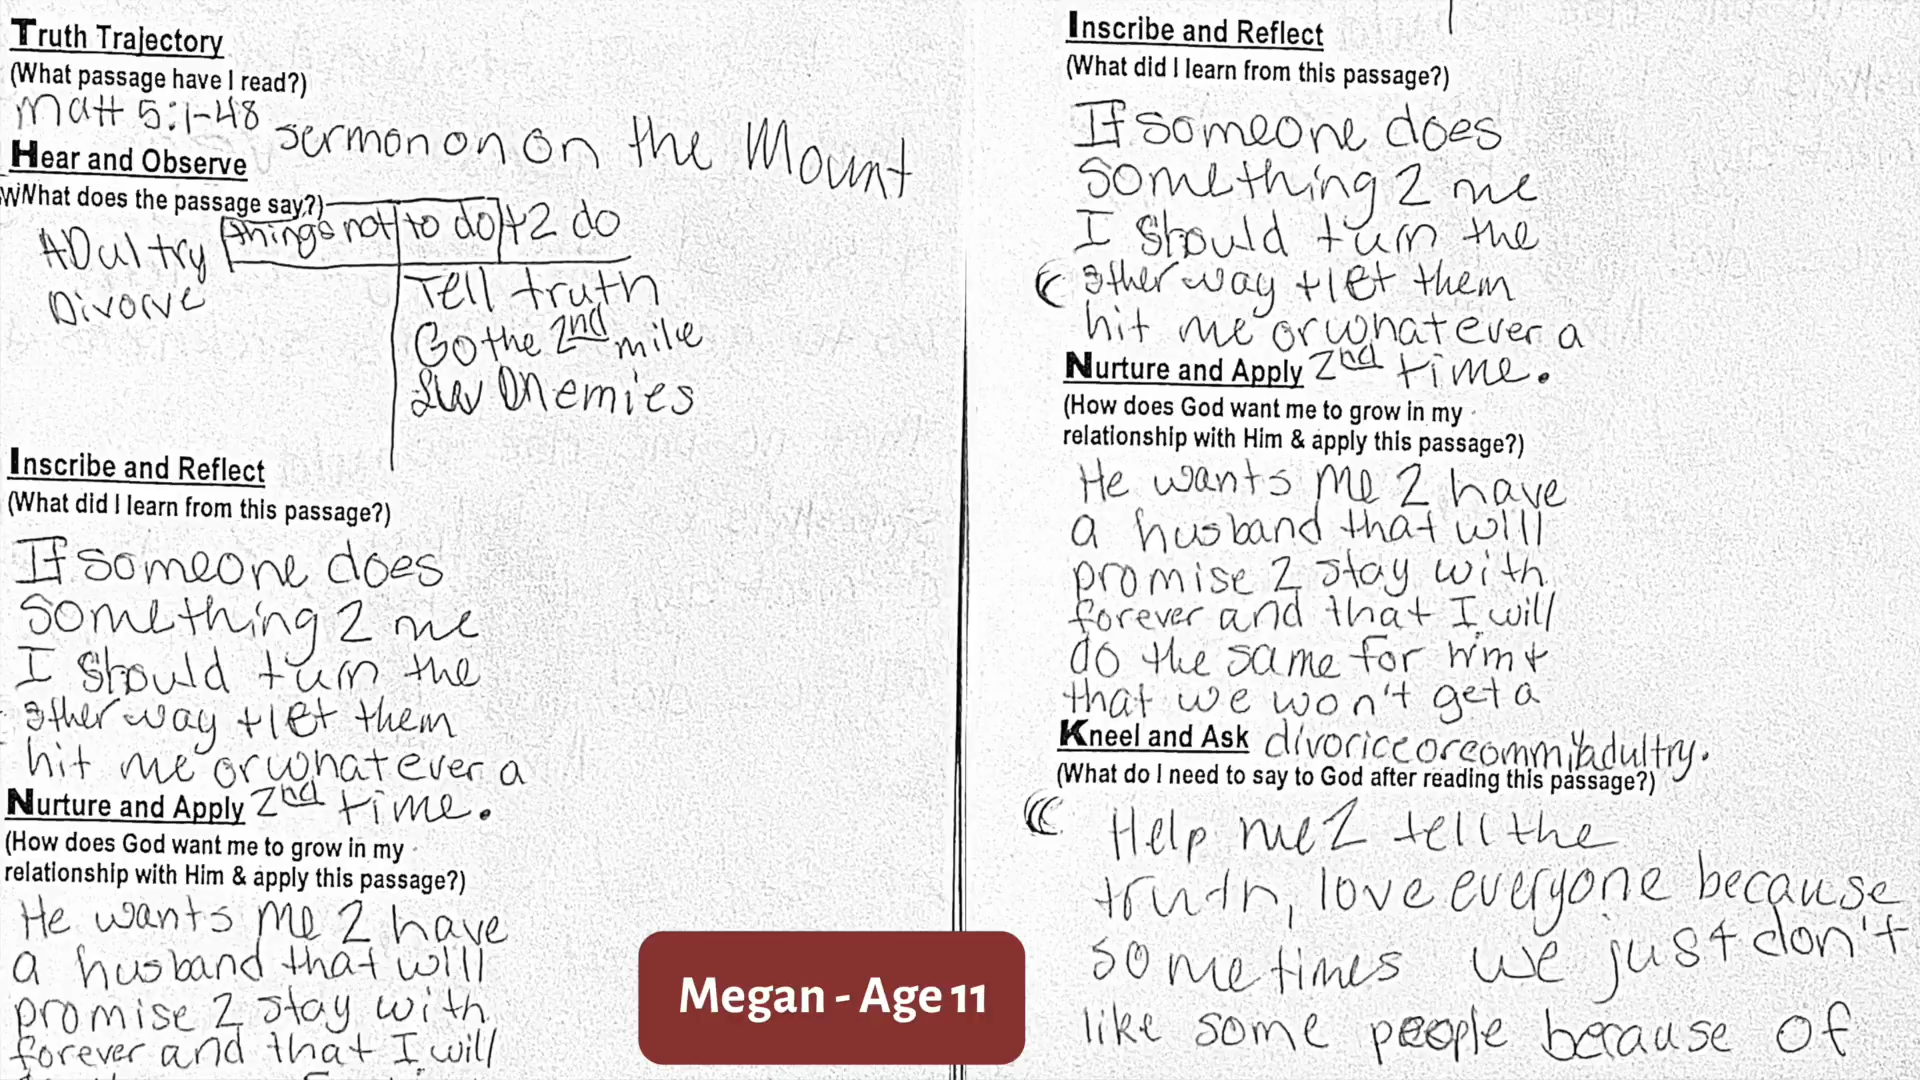 Truth Trajectory
(What passage have I read?)
Matt 5:1-48
sermon on on the Mount
Hear and Observe
What does the passage say?)
things not to do + 2 do
Adultry
Divorve
Tell truth
Go the 2nd mile
Enemies
Inscribe and Reflect
(What did I learn from this passage?)
If someone does
something 2 me
I should turn the
other way + let them
hit me or whatever a
Nurture and Apply 2nd time.
(How does God want me to grow in my
relationship with Him & apply this passage?)
He wants me 2 have
a husband that will
promise 2 stay with
forever and that I will
Inscribe and Reflect
(What did I learn from this passage?)
If someone does
something 2 me
I should turn the
other way + let them
hit me or whatever a
Nurture and Apply 2nd time.
(How does God want me to grow in my
relationship with Him & apply this passage?)
He wants me 2 have
a husband that will
promise 2 stay with
forever and that I will
do the same for him +
that we won't get a
Kneel and Ask divorice or commit adultry.
(What do I need to say to God after reading this passage?)
Help me 2 tell the
truth, love everyone because
sometimes we just don't
like some people because of
Megan - Age 11